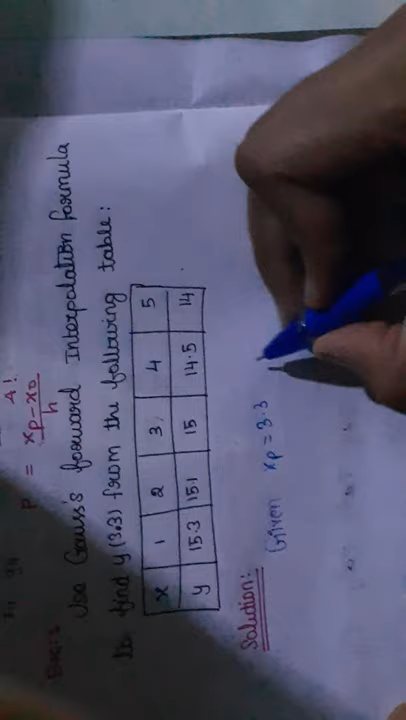 4!
p = xp - x0
h
Use Gauss's forward Interpolation formula
to find y(3.3) from the following table:
x 1 2 3 4 5
y 15.3 15.1 15 14.5 14
Solution:
Given xp = 3.3